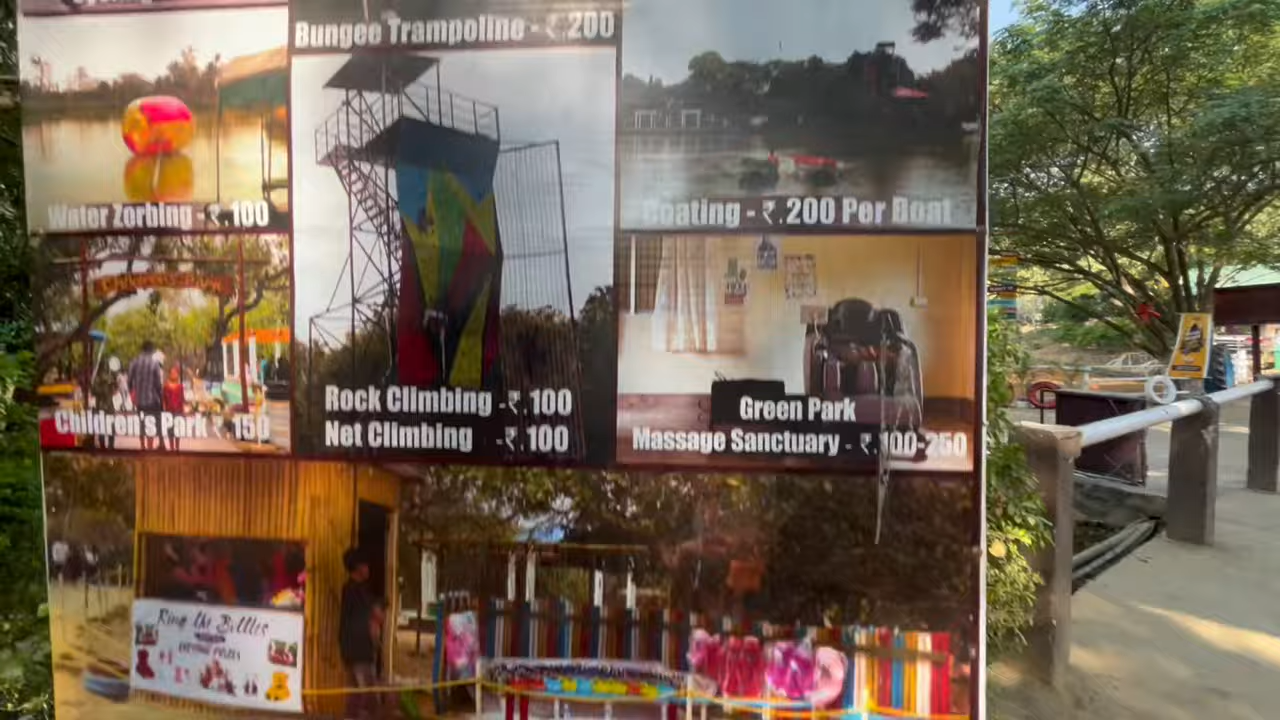 Bungee Trampoline - ₹.200
Water Zorbing - ₹.100
Boating - ₹.200 Per Boat
Children's Park ₹ 150
Rock Climbing - ₹.100
Net Climbing - ₹.100
Green Park
Massage Sanctuary - ₹.100-250
Ring the Bottles